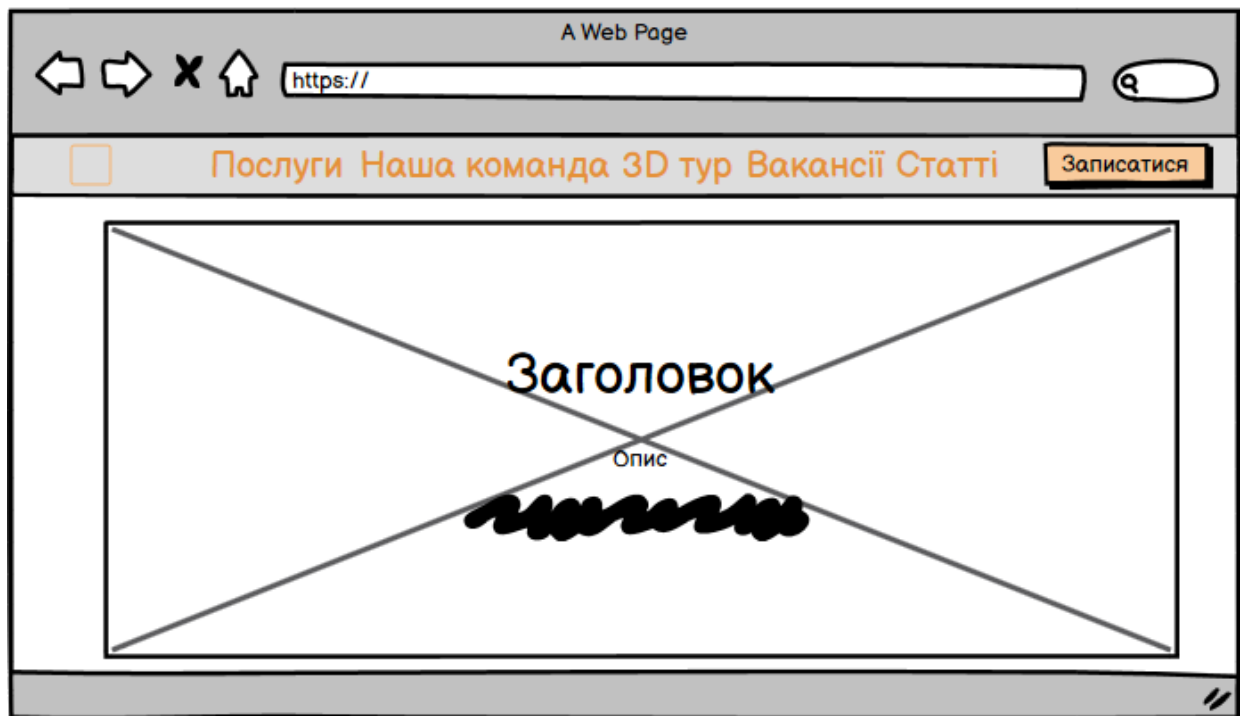 A Web Page
https://
Послуги Наша команда 3D тур Вакансії Статті Записатися
Заголовок
Опис